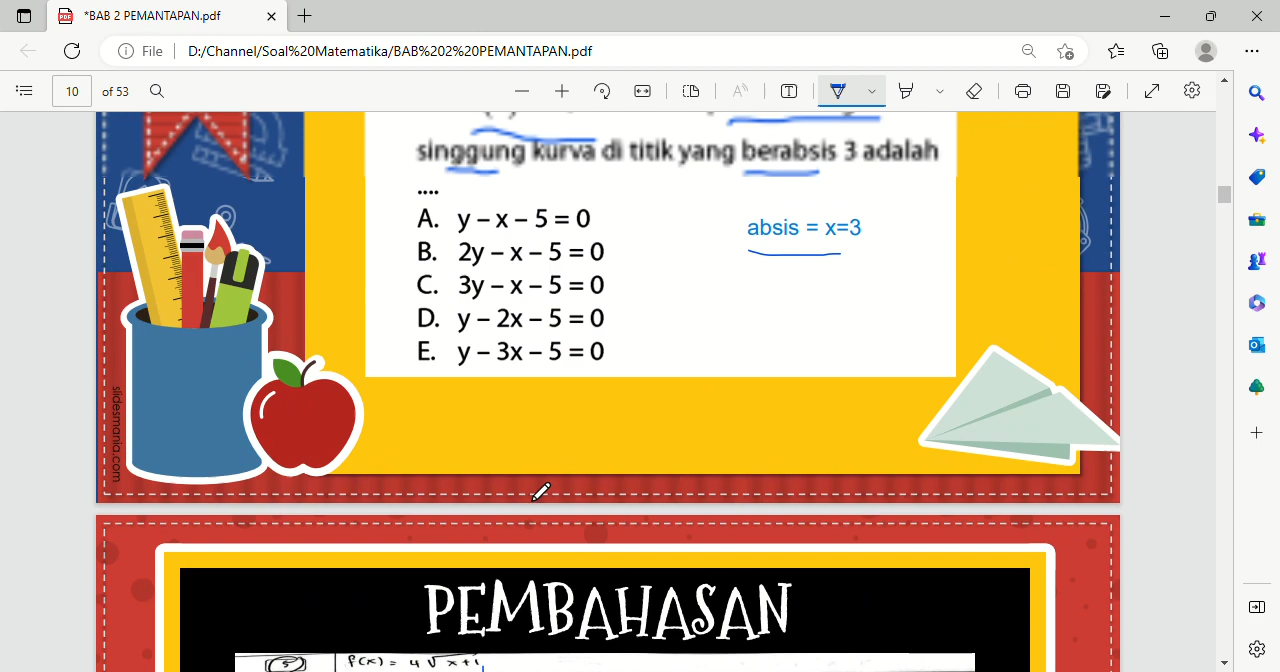 *BAB 2 PEMANTAPAN.pdf
File
D:/Channel/Soal%20Matematika/BAB%202%20PEMANTAPAN.pdf
10 of 53
singgung kurva di titik yang berabsis 3 adalah
....
A. y – x – 5 = 0
B. 2y – x – 5 = 0
C. 3y – x – 5 = 0
D. y – 2x – 5 = 0
E. y – 3x – 5 = 0
absis = x=3
slidesmania.com
PEMBAHASAN
f(x) = 4√x+1